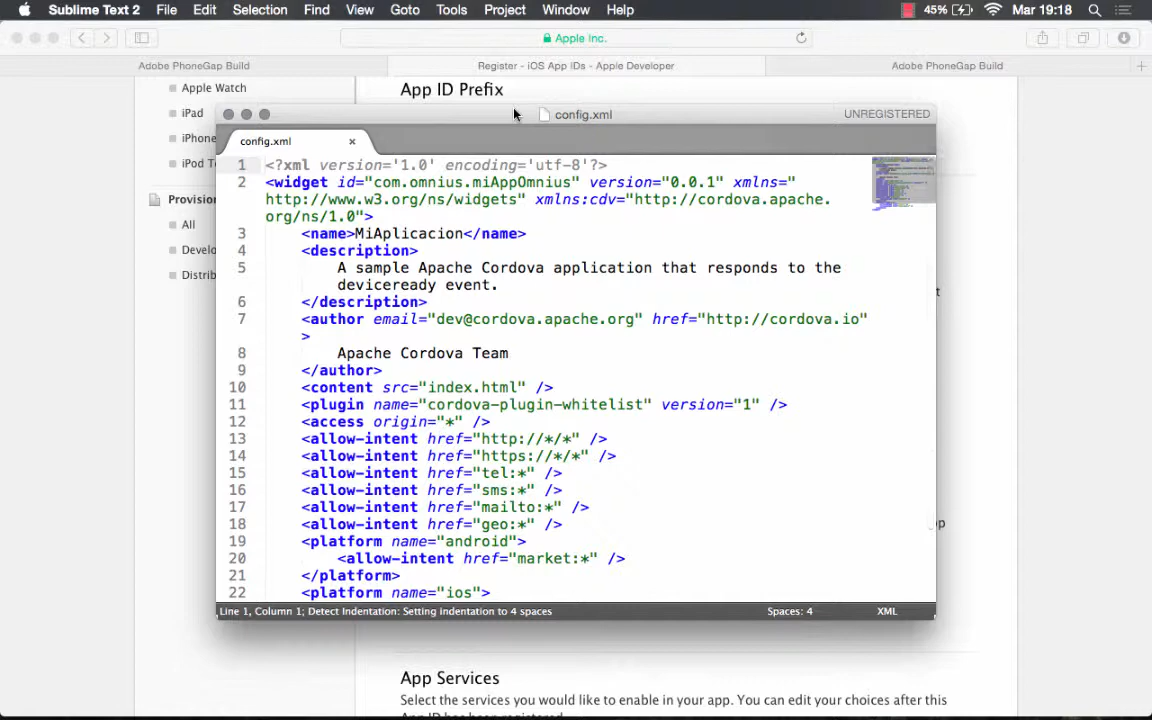 Sublime Text 2 File Edit Selection Find View Goto Tools Project Window Help 45% Mar 19:18
Apple Inc.
Adobe PhoneGap Build Register - iOS App IDs - Apple Developer Adobe PhoneGap Build
Apple Watch
iPad
iPhone
iPod
Provision
All
Develo
Distrib
App ID Prefix
config.xml UNREGISTERED
config.xml
1 <?xml version='1.0' encoding='utf-8'?>
2 <widget id="com.omnius.miAppOmnius" version="0.0.1" xmlns="
http://www.w3.org/ns/widgets" xmlns:cdv="http://cordova.apache.
org/ns/1.0">
3 <name>MiAplicacion</name>
4 <description>
5 A sample Apache Cordova application that responds to the
deviceready event.
6 </description>
7 <author email="dev@cordova.apache.org" href="http://cordova.io"
>
8 Apache Cordova Team
9 </author>
10 <content src="index.html" />
11 <plugin name="cordova-plugin-whitelist" version="1" />
12 <access origin="*" />
13 <allow-intent href="http://*/*" />
14 <allow-intent href="https://*/*" />
15 <allow-intent href="tel:*" />
16 <allow-intent href="sms:*" />
17 <allow-intent href="mailto:*" />
18 <allow-intent href="geo:*" />
19 <platform name="android">
20 <allow-intent href="market:*" />
21 </platform>
22 <platform name="ios">
Line 1, Column 1; Detect Indentation: Setting indentation to 4 spaces Spaces: 4 XML
App Services
Select the services you would like to enable in your app. You can edit your choices after this
App ID has been registered.